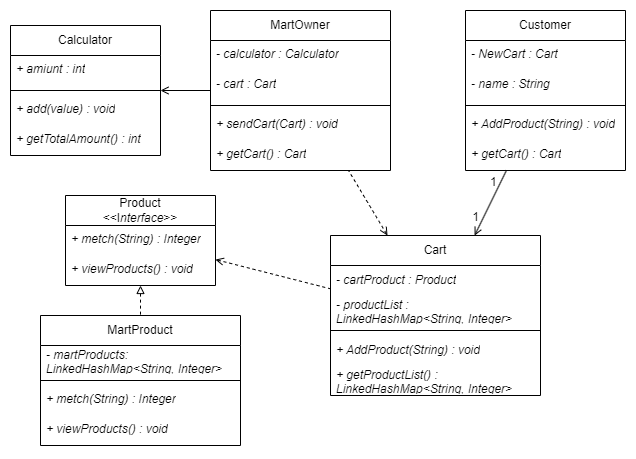 Calculator
+ amiunt : int
+ add(value) : void
+ getTotalAmount() : int
MartOwner
- calculator : Calculator
- cart : Cart
+ sendCart(Cart) : void
+ getCart() : Cart
Customer
- NewCart : Cart
- name : String
+ AddProduct(String) : void
+ getCart() : Cart
1
1
Product
<<Interface>>
+ metch(String) : Integer
+ viewProducts() : void
Cart
- cartProduct : Product
- productList :
LinkedHashMap<String, Integer>
+ AddProduct(String) : void
+ getProductList() :
LinkedHashMap<String, Integer>
MartProduct
- martProducts:
LinkedHashMap<String, Integer>
+ metch(String) : Integer
+ viewProducts() : void